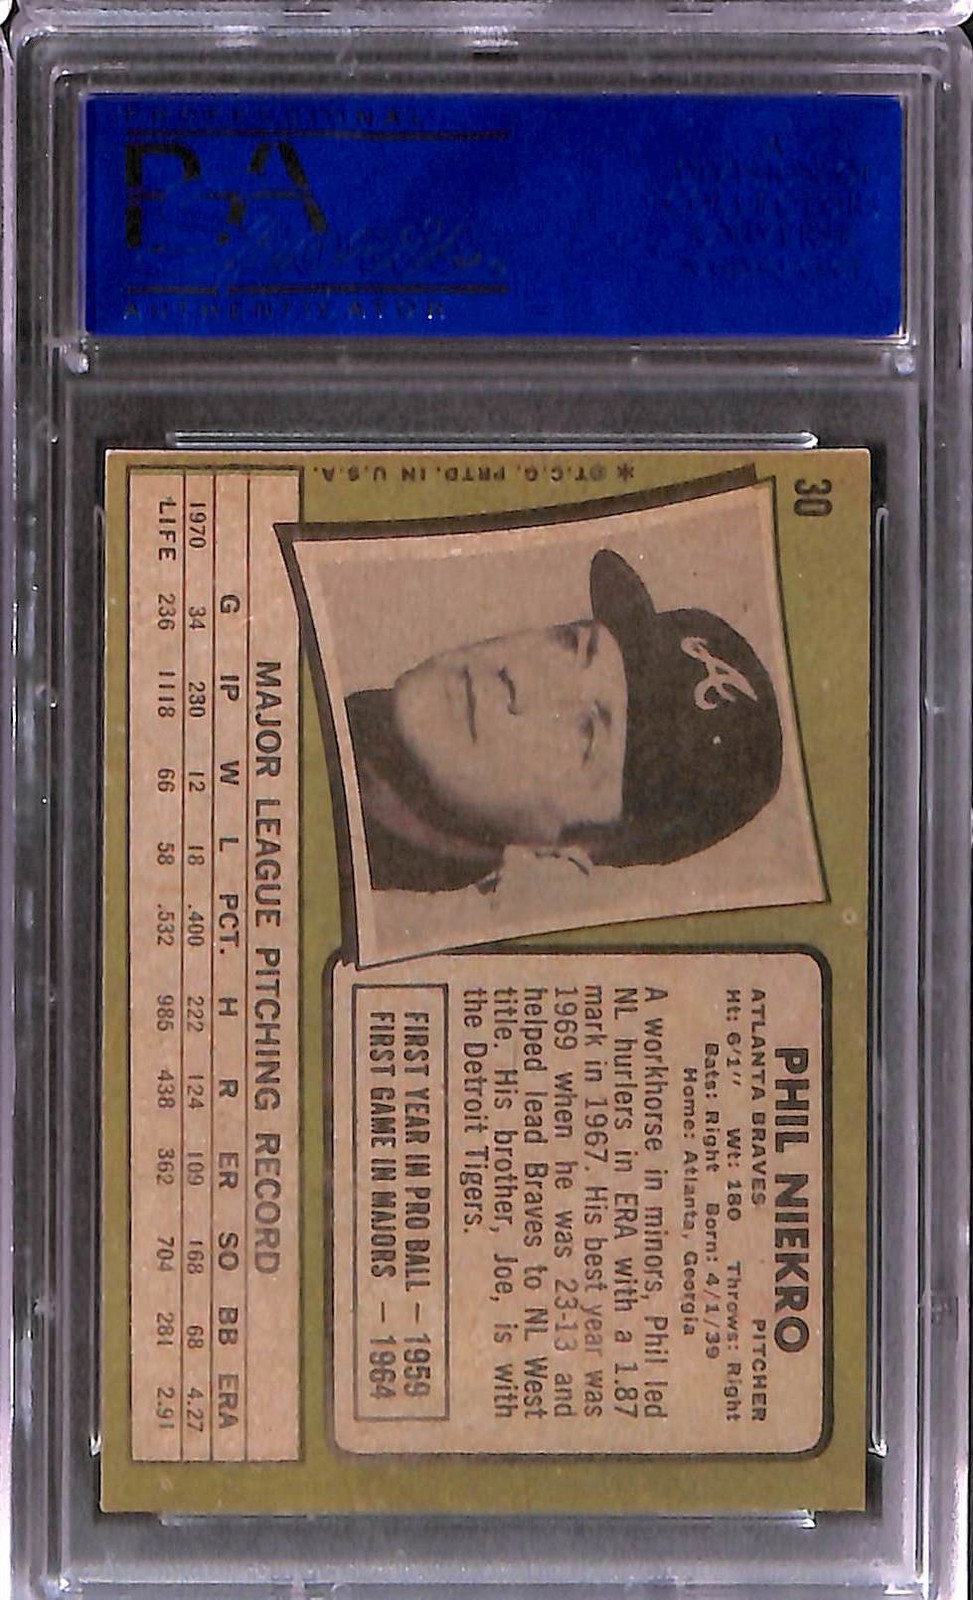 PROFESSIONAL
PSA
AUTHENTICATOR
30
PHIL NIEKRO
ATLANTA BRAVES PITCHER
Ht: 6'1" Wt: 180 Throws: Right
Bats: Right Born: 4/1/39
Home: Atlanta, Georgia
A workhorse in minors, Phil led
NL hurlers in ERA with a 1.87
mark in 1967. His best year was
1969 when he was 23-13 and
helped lead Braves to NL West
title. His brother, Joe, is with
the Detroit Tigers.
FIRST YEAR IN PRO BALL — 1959
FIRST GAME IN MAJORS — 1964
A
*©T.C.G. PRTD. IN U.S.A.
MAJOR LEAGUE PITCHING RECORD
G IP W L PCT. H R ER SO BB ERA
1970 34 230 12 18 .400 222 124 109 168 68 4.27
LIFE 236 1118 66 58 .532 985 438 362 704 281 2.91